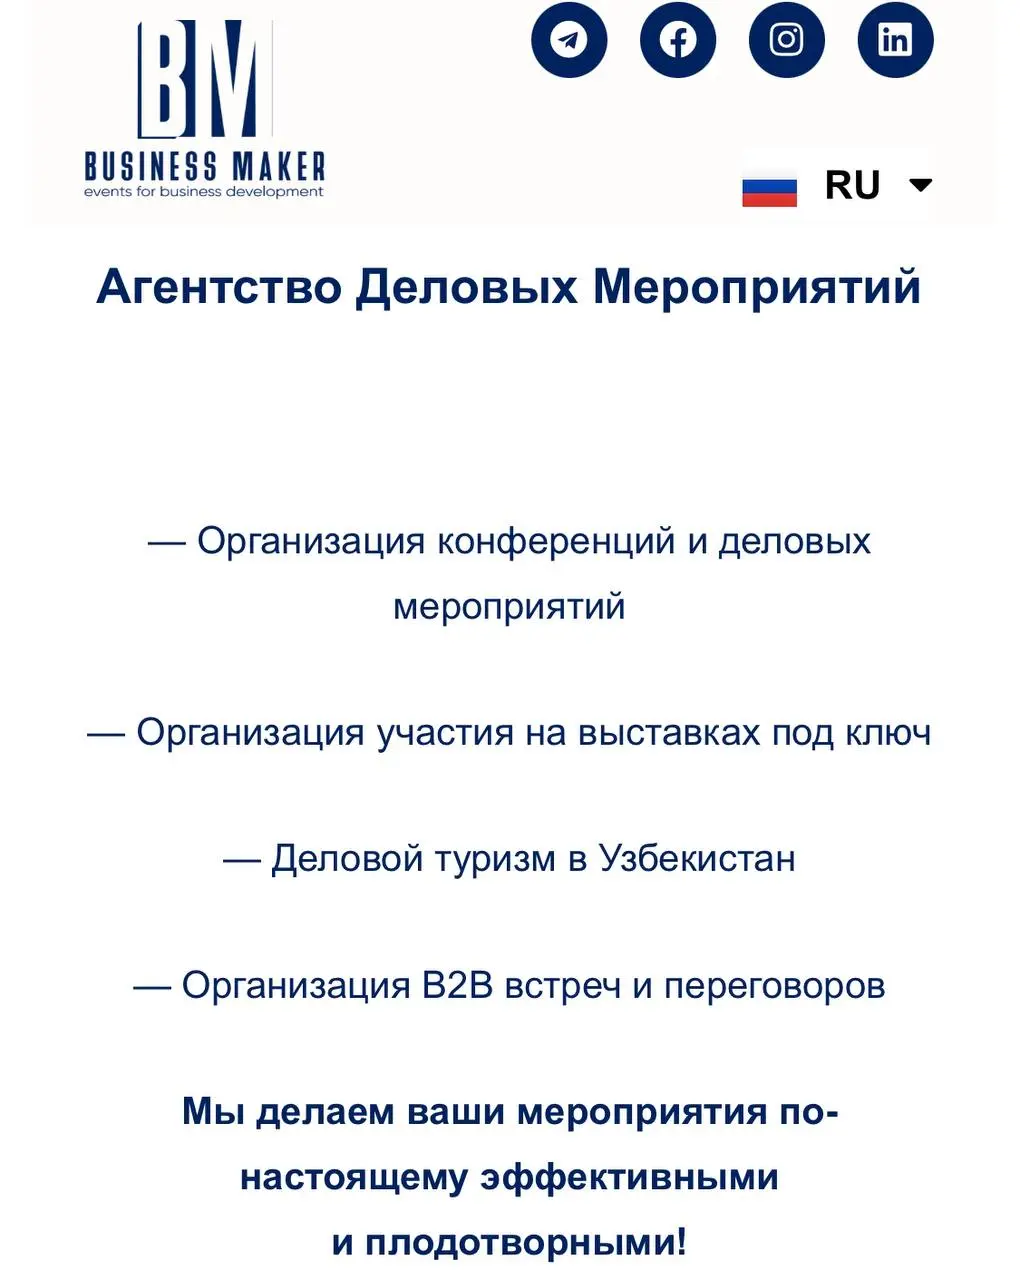 BM
BUSINESS MAKER
events for business development
RU
Агентство Деловых Мероприятий
— Организация конференций и деловых
мероприятий
— Организация участия на выставках под ключ
— Деловой туризм в Узбекистан
— Организация B2B встреч и переговоров
Мы делаем ваши мероприятия по-
настоящему эффективными
и плодотворными!